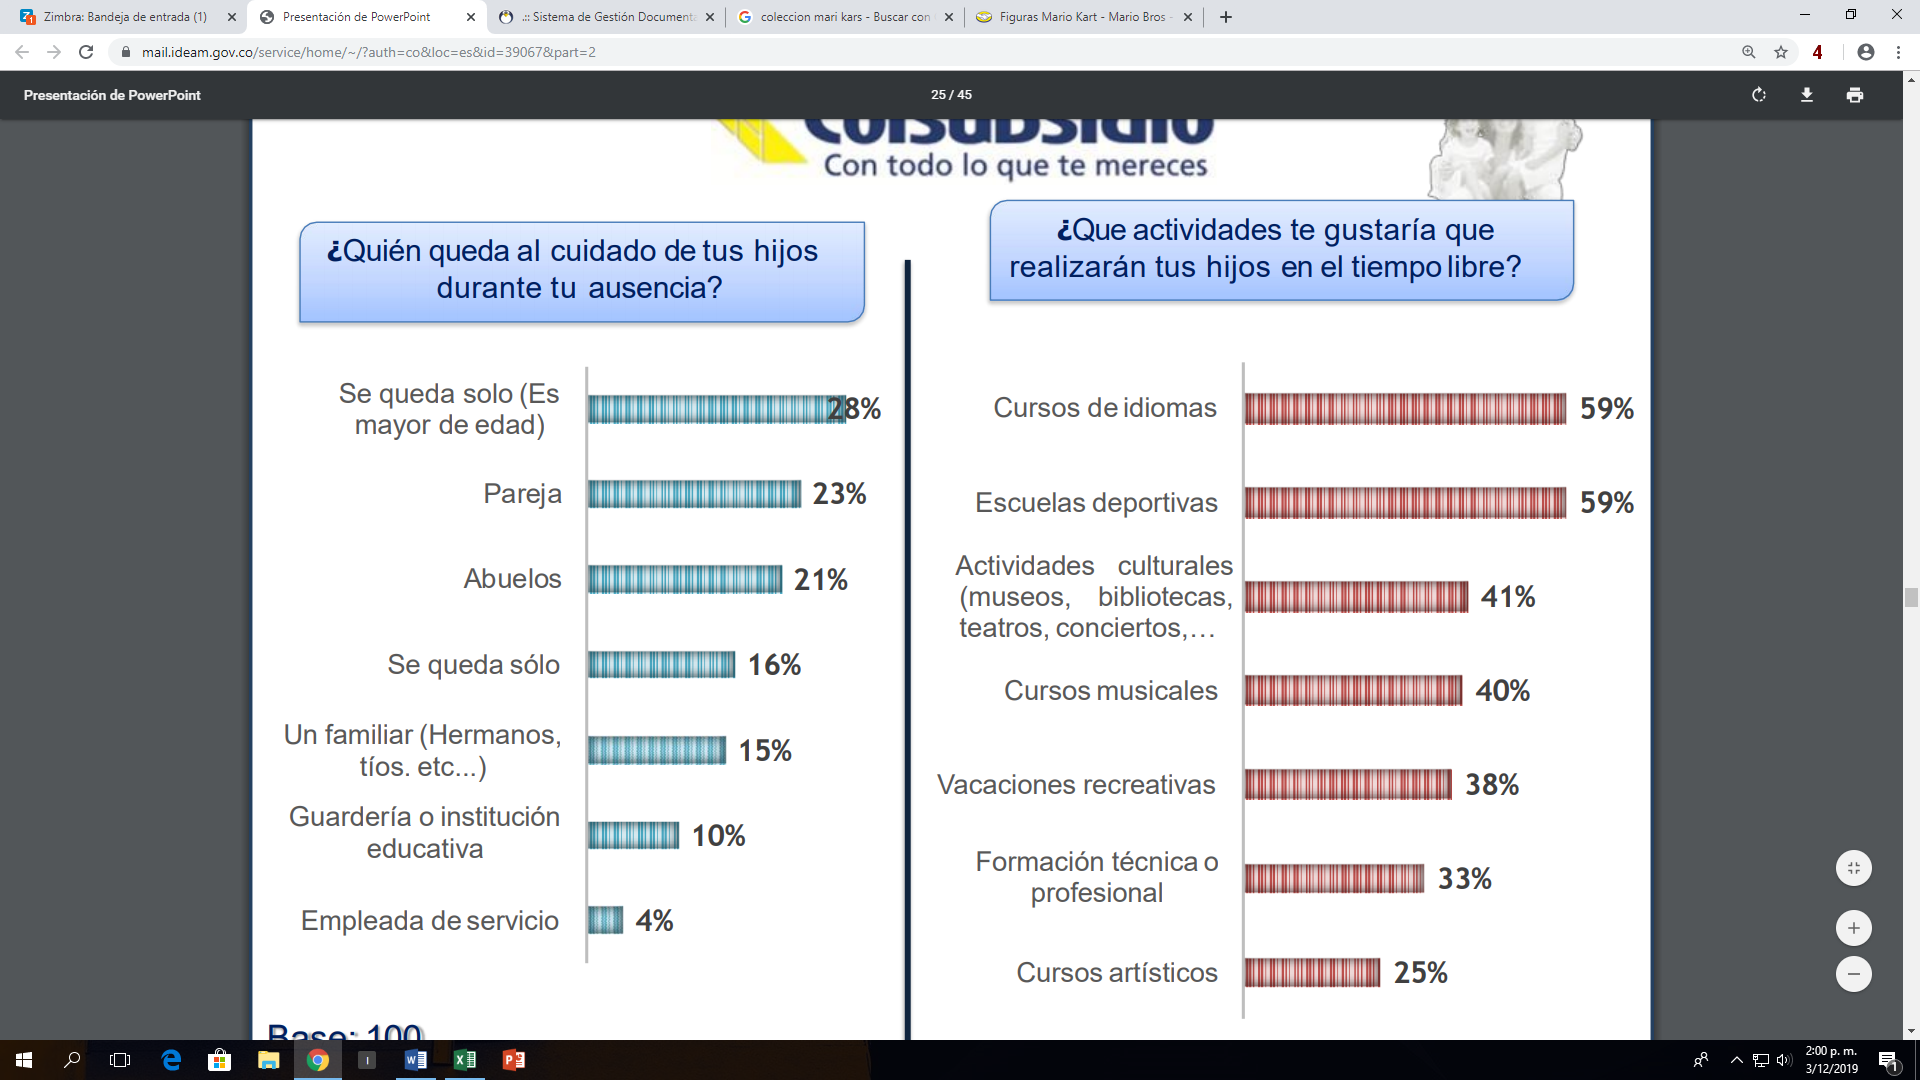 Zimbra: Bandeja de entrada (1)
Presentación de PowerPoint
.:: Sistema de Gestión Documenta
coleccion mari kars - Buscar con
Figuras Mario Kart - Mario Bros -
mail.ideam.gov.co/service/home/~/?auth=co&loc=es&id=39067&part=2
4
Presentación de PowerPoint
25 / 45
Colsubsidio
Con todo lo que te mereces
¿Quién queda al cuidado de tus hijos
durante tu ausencia?
Se queda solo (Es
mayor de edad)
28%
Pareja
23%
Abuelos
21%
Se queda sólo
16%
Un familiar (Hermanos,
tíos. etc...)
15%
Guardería o institución
educativa
10%
Empleada de servicio
4%
Base: 100
¿Que actividades te gustaría que
realizarán tus hijos en el tiempo libre?
Cursos de idiomas
59%
Escuelas deportivas
59%
Actividades culturales
(museos, bibliotecas,
teatros, conciertos,…
41%
Cursos musicales
40%
Vacaciones recreativas
38%
Formación técnica o
profesional
33%
Cursos artísticos
25%
2:00 p. m.
3/12/2019
1